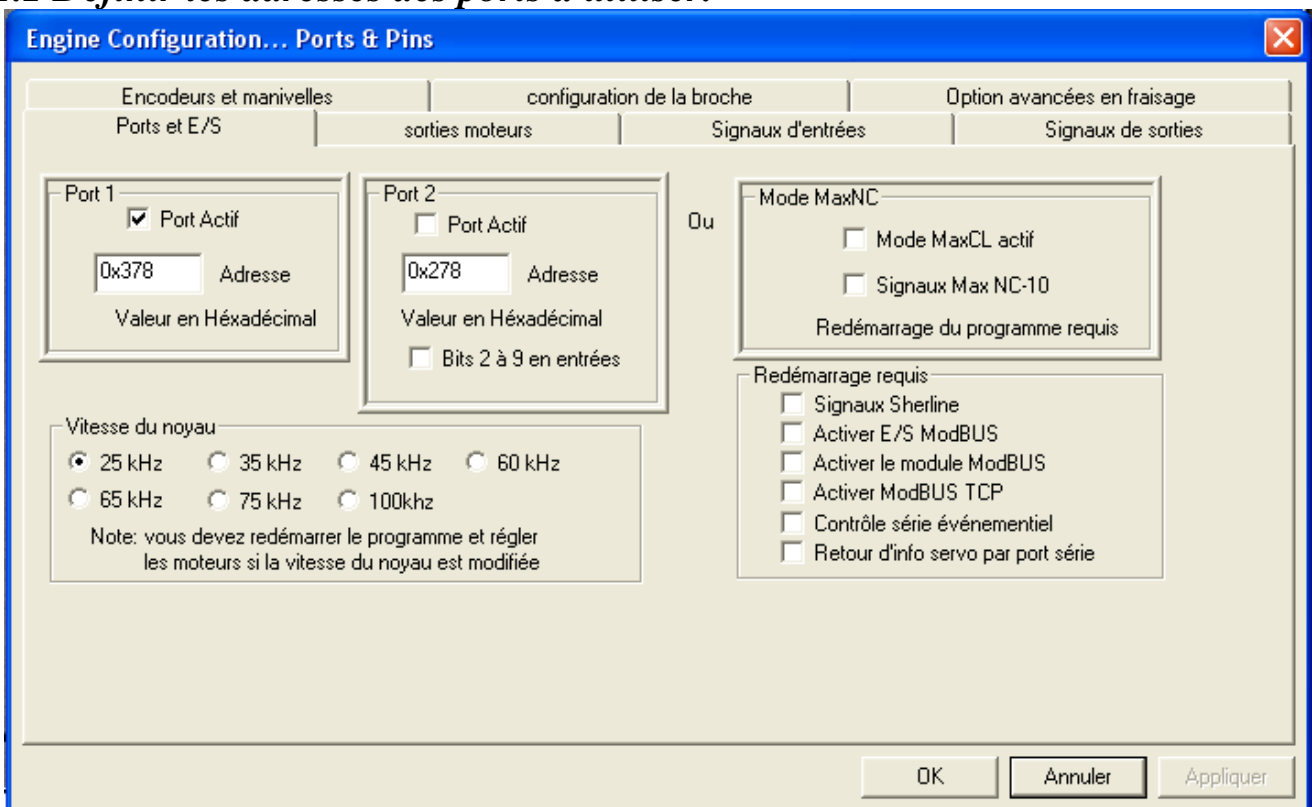 Définir les adresses des ports à utiliser.
Engine Configuration... Ports & Pins
Encodeurs et manivelles
configuration de la broche
Option avancées en fraisage
Ports et E/S
sorties moteurs
Signaux d'entrées
Signaux de sorties
Port 1
Port Actif
0x378 Adresse
Valeur en Héxadécimal
Port 2
Port Actif
0x278 Adresse
Valeur en Héxadécimal
Bits 2 à 9 en entrées
Ou
Mode MaxNC
Mode MaxCL actif
Signaux Max NC-10
Redémarrage du programme requis
Redémarrage requis
Signaux Sherline
Activer E/S ModBUS
Activer le module ModBUS
Activer ModBUS TCP
Contrôle série événementiel
Retour d'info servo par port série
Vitesse du noyau
25 kHz 35 kHz 45 kHz 60 kHz
65 kHz 75 kHz 100khz
Note: vous devez redémarrer le programme et régler
les moteurs si la vitesse du noyau est modifiée
OK
Annuler
Appliquer